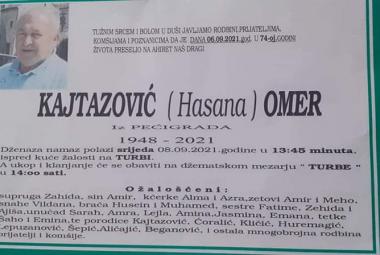 TUŽNIM SRCEM I BOLOM U DUŠI JAVLJAMO RODBINI,PRIJATELJIMA,
KOMŠIJAMA I POZNANICIMA DA JE DANA 06.09.2021.god. U 74-oj.GODINI
ŽIVOTA PRESELIO NA AHIRET NAŠ DRAGI
KAJTAZOVIĆ (Hasana) OMER
Iz PEĆIGRADA
1948 - 2021
Dženaza namaz polazi srijeda 08.09.2021.godine u 13:45 minuta.
Ispred kuće žalosti na TURBI.
A ukop i klanjanje će se obaviti na džematskom mezarju " TURBE "
u 14:00 sati.
Ožalošćeni:
supruga Zahida, sin Amir, kćerke Alma i Azra,zetovi Amir i Meho,
snahe Vildana, braća Husein i Muhamed, sestre Fatime, Zehida i
Ajiša,unučad Sarah, Amra, Lejla, Amina,Jasmina, Emana, tetke
Šaho i Emina,te porodice Kajtazović, Ćoralić, Kličić, Huremagić,
Lepuzanović, Šepić,Aličajić, Beganović, i ostala mnogobrojna rodbina
prijatelji i komšije.